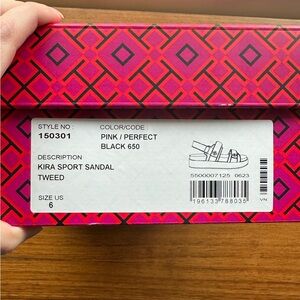 STYLE NO : COLOR/CODE
150301 PINK / PERFECT
BLACK 650
DESCRIPTION
KIRA SPORT SANDAL
TWEED
5500007125 0623
SIZE US
6
196133788035
VN